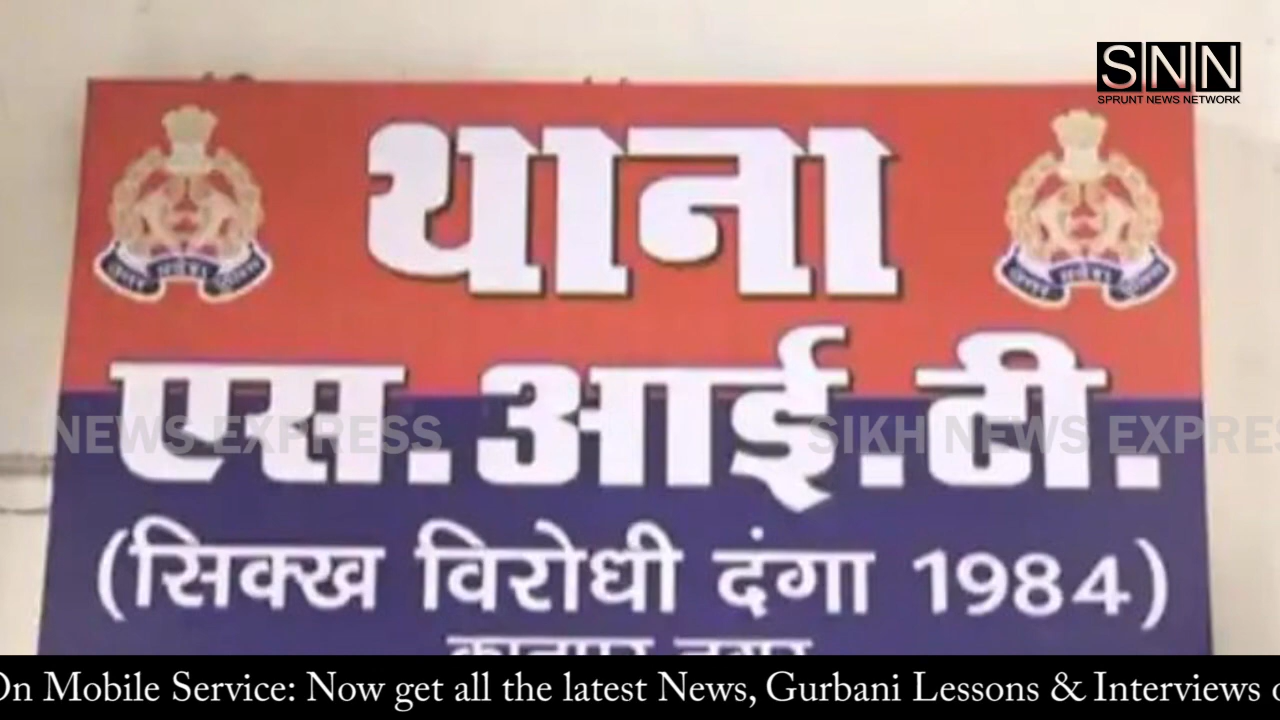 SNN
SPRUNT NEWS NETWORK
थाना
एस.आई.टी.
NEWS EXPRESS
SIKH NEWS EXPRES
(सिक्ख विरोधी दंगा 1984)
On Mobile Service: Now get all the latest News, Gurbani Lessons & Interviews